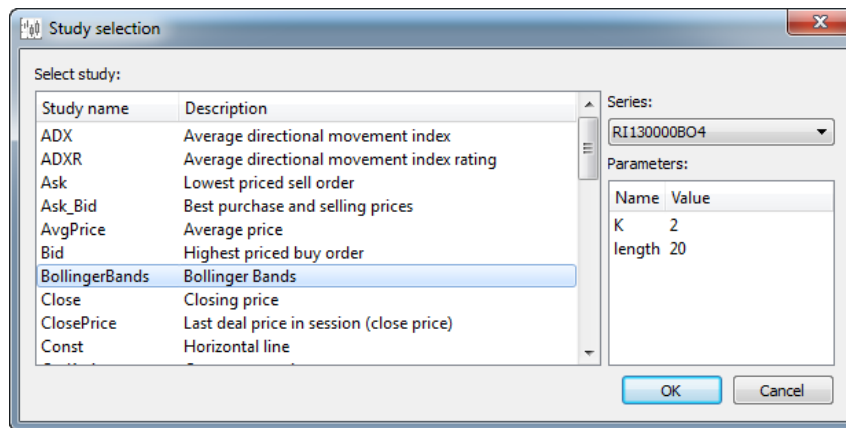 Study selection
Select study:
Study name Description
ADX Average directional movement index
ADXR Average directional movement index rating
Ask Lowest priced sell order
Ask_Bid Best purchase and selling prices
AvgPrice Average price
Bid Highest priced buy order
BollingerBands Bollinger Bands
Close Closing price
ClosePrice Last deal price in session (close price)
Const Horizontal line
Series:
RI130000BO4
Parameters:
Name Value
K 2
length 20
OK Cancel